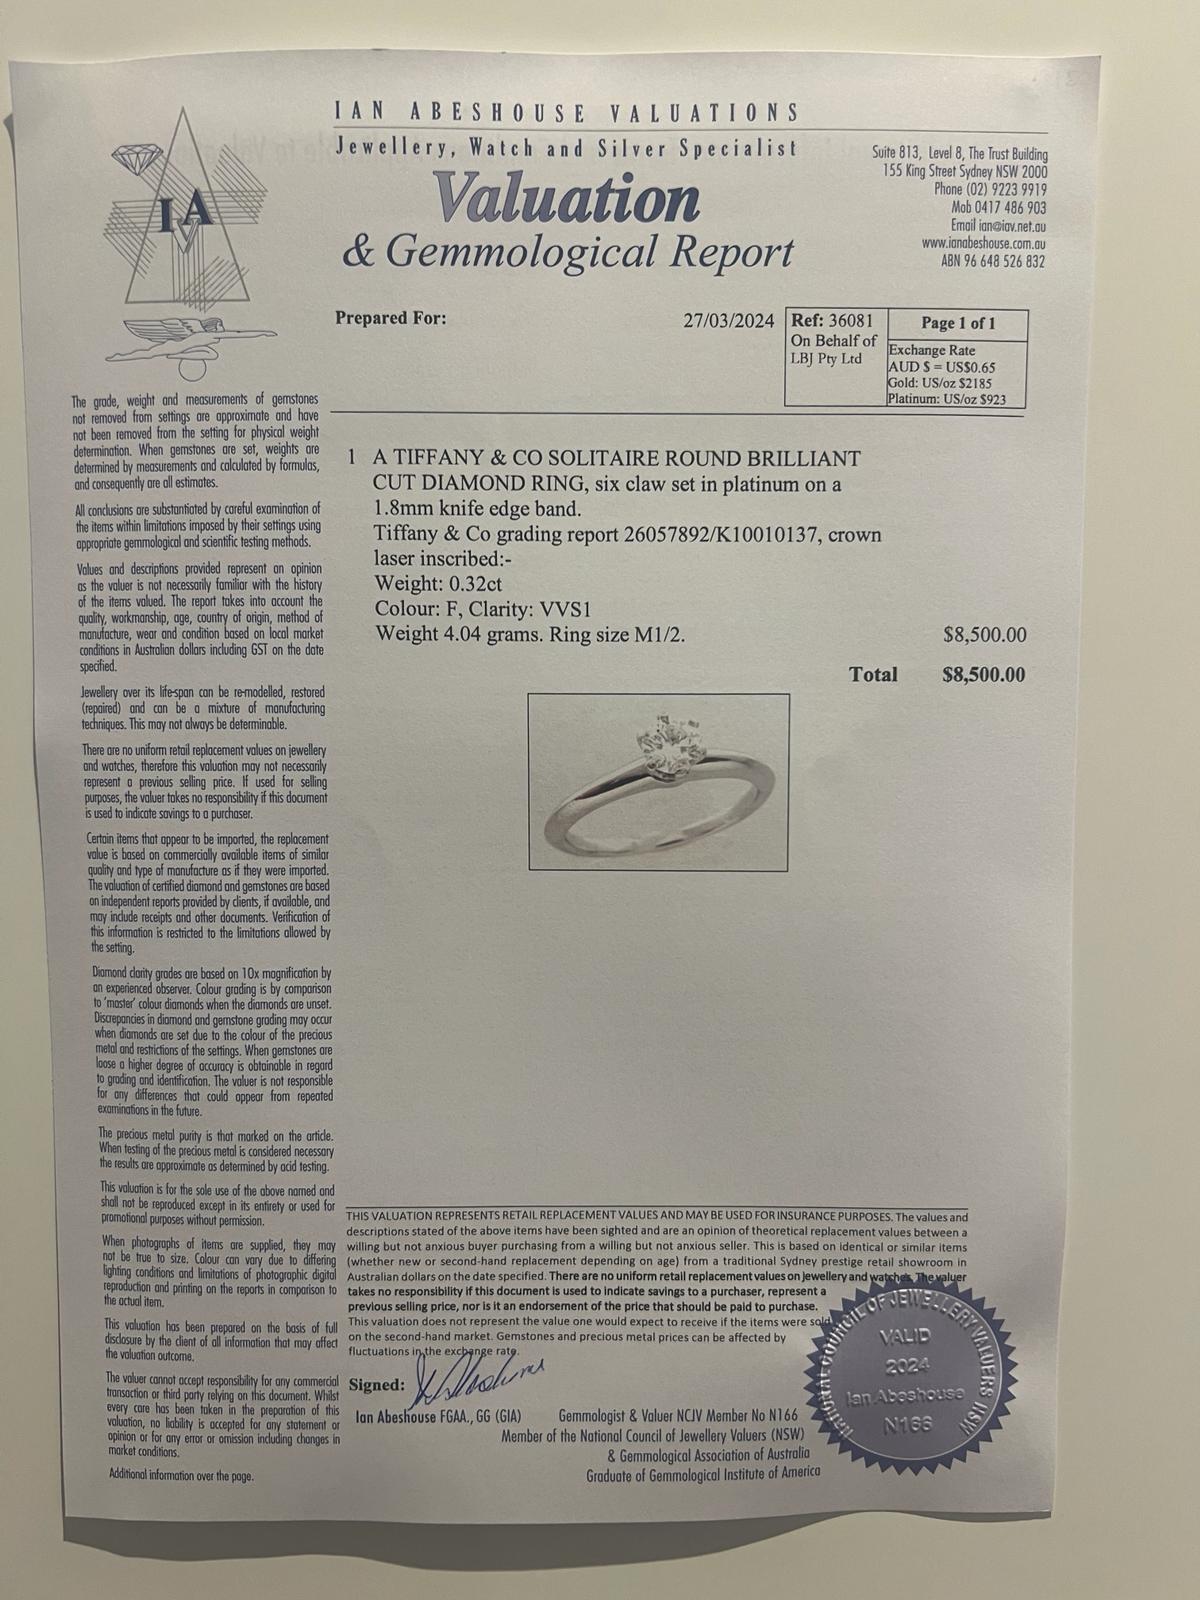 IAN ABESHOUSE VALUATIONS
Jewellery, Watch and Silver Specialist
Valuation
& Gemmological Report
Suite 813, Level 8, The Trust Building
155 King Street Sydney NSW 2000
Phone (02) 9223 9919
Mob 0417 486 903
Email ian@iav.net.au
www.ianabeshouse.com.au
ABN 96 648 526 832
IAV
Prepared For:
27/03/2024
Ref: 36081
On Behalf of
LBJ Pty Ltd
Page 1 of 1
Exchange Rate
AUD $ = US$0.65
Gold: US/oz $2185
Platinum: US/oz $923
The grade, weight and measurements of gemstones
not removed from settings are approximate and have
not been removed from the setting for physical weight
determination. When gemstones are set, weights are
determined by measurements and calculated by formulas,
and consequently are all estimates.
All conclusions are substantiated by careful examination of
the items within limitations imposed by their settings using
appropriate gemmological and scientific testing methods.
Values and descriptions provided represent an opinion
as the valuer is not necessarily familiar with the history
of the items valued. The report takes into account the
quality, workmanship, age, country of origin, method of
manufacture, wear and condition based on local market
conditions in Australian dollars including GST on the date
specified.
Jewellery over its life-span can be re-modelled, restored
(repaired) and can be a mixture of manufacturing
techniques. This may not always be determinable.
There are no uniform retail replacement values on jewellery
and watches, therefore this valuation may not necessarily
represent a previous selling price. If used for selling
purposes, the valuer takes no responsibility if this document
is used to indicate savings to a purchaser.
Certain items that appear to be imported, the replacement
value is based on commercially available items of similar
quality and type of manufacture as if they were imported.
The valuation of certified diamond and gemstones are based
on independent reports provided by clients, if available, and
may include receipts and other documents. Verification of
this information is restricted to the limitations allowed by
the setting.
Diamond clarity grades are based on 10x magnification by
an experienced observer. Colour grading is by comparison
to 'master' colour diamonds when the diamonds are unset.
Discrepancies in diamond and gemstone grading may occur
when diamonds are set due to the colour of the precious
metal and restrictions of the settings. When gemstones are
loose a higher degree of accuracy is obtainable in regard
to grading and identification. The valuer is not responsible
for any differences that could appear from repeated
examinations in the future.
The precious metal purity is that marked on the article.
When testing of the precious metal is considered necessary
the results are approximate as determined by acid testing.
This valuation is for the sole use of the above named and
shall not be reproduced except in its entirety or used for
promotional purposes without permission.
When photographs of items are supplied, they may
not be true to size. Colour can vary due to differing
lighting conditions and limitations of photographic digital
reproduction and printing on the reports in comparison to
the actual item.
This valuation has been prepared on the basis of full
disclosure by the client of all information that may affect
the valuation outcome.
The valuer cannot accept responsibility for any commercial
transaction or third party relying on this document. Whilst
every care has been taken in the preparation of this
valuation, no liability is accepted for any statement or
opinion or for any error or omission including changes in
market conditions.
Additional information over the page.
1 A TIFFANY & CO SOLITAIRE ROUND BRILLIANT
CUT DIAMOND RING, six claw set in platinum on a
1.8mm knife edge band.
Tiffany & Co grading report 26057892/K10010137, crown
laser inscribed:-
Weight: 0.32ct
Colour: F, Clarity: VVS1
Weight 4.04 grams. Ring size M1/2. $8,500.00
Total $8,500.00
THIS VALUATION REPRESENTS RETAIL REPLACEMENT VALUES AND MAY BE USED FOR INSURANCE PURPOSES. The values and
descriptions stated of the above items have been sighted and are an opinion of theoretical replacement values between a
willing but not anxious buyer purchasing from a willing but not anxious seller. This is based on identical or similar items
(whether new or second-hand replacement depending on age) from a traditional Sydney prestige retail showroom in
Australian dollars on the date specified. There are no uniform retail replacement values on jewellery and watches. The valuer
takes no responsibility if this document is used to indicate savings to a purchaser, represent a
previous selling price, nor is it an endorsement of the price that should be paid to purchase.
This valuation does not represent the value one would expect to receive if the items were sold
on the second-hand market. Gemstones and precious metal prices can be affected by
fluctuations in the exchange rate.
Signed:
Ian Abeshouse FGAA., GG (GIA) Gemmologist & Valuer NCJV Member No N166
Member of the National Council of Jewellery Valuers (NSW)
& Gemmological Association of Australia
Graduate of Gemmological Institute of America
NATIONAL COUNCIL OF JEWELLERY VALUERS NSW
VALID
2024
Ian Abeshouse
N166